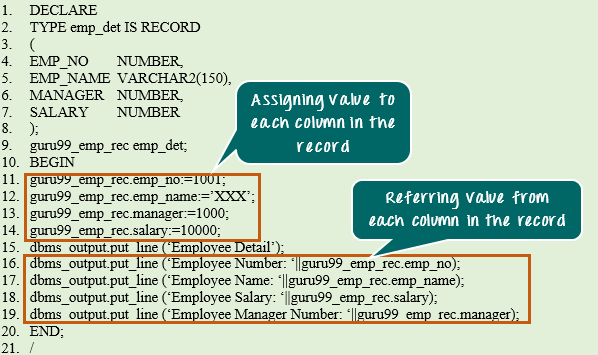 1. DECLARE
2. TYPE emp_det IS RECORD
3. (
4. EMP_NO NUMBER,
5. EMP_NAME VARCHAR2(150),
6. MANAGER NUMBER,
7. SALARY NUMBER
8. );
9. guru99_emp_rec emp_det;
10. BEGIN
11. guru99_emp_rec.emp_no:=1001;
12. guru99_emp_rec.emp_name:=’XXX’;
13. guru99_emp_rec.manager:=1000;
14. guru99_emp_rec.salary:=10000;
15. dbms_output.put_line (‘Employee Detail’);
16. dbms_output.put_line (‘Employee Number: ‘||guru99_emp_rec.emp_no);
17. dbms_output.put_line (‘Employee Name: ‘||guru99_emp_rec.emp_name);
18. dbms_output.put_line (‘Employee Salary: ‘||guru99_emp_rec.salary);
19. dbms_output.put_line (‘Employee Manager Number: ‘||guru99_emp_rec.manager);
20. END;
21. /
Assigning value to
each column in the
record
Referring value from
each column in the record